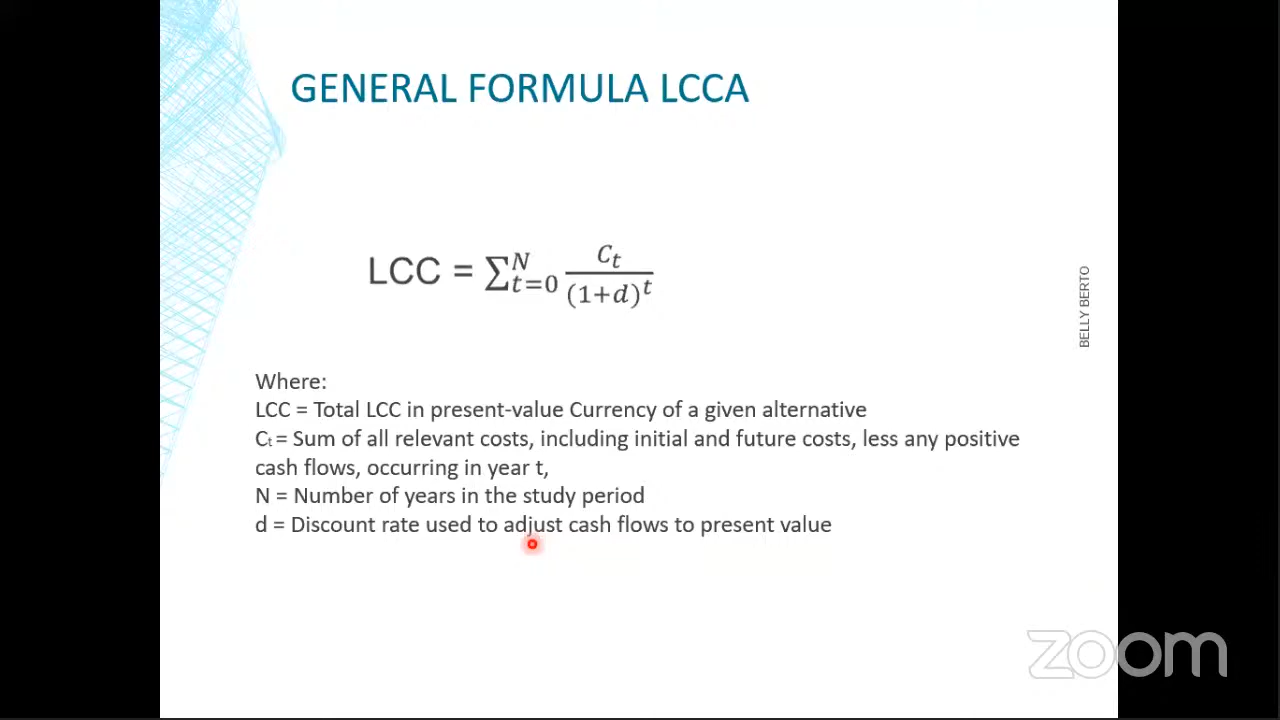 GENERAL FORMULA LCCA
LCC = ∑ᴺₜ₌₀ Cₜ/(1+d)ᵗ
BELLY BERTO
Where:
LCC = Total LCC in present-value Currency of a given alternative
Cₜ = Sum of all relevant costs, including initial and future costs, less any positive
cash flows, occurring in year t,
N = Number of years in the study period
d = Discount rate used to adjust cash flows to present value
zoom